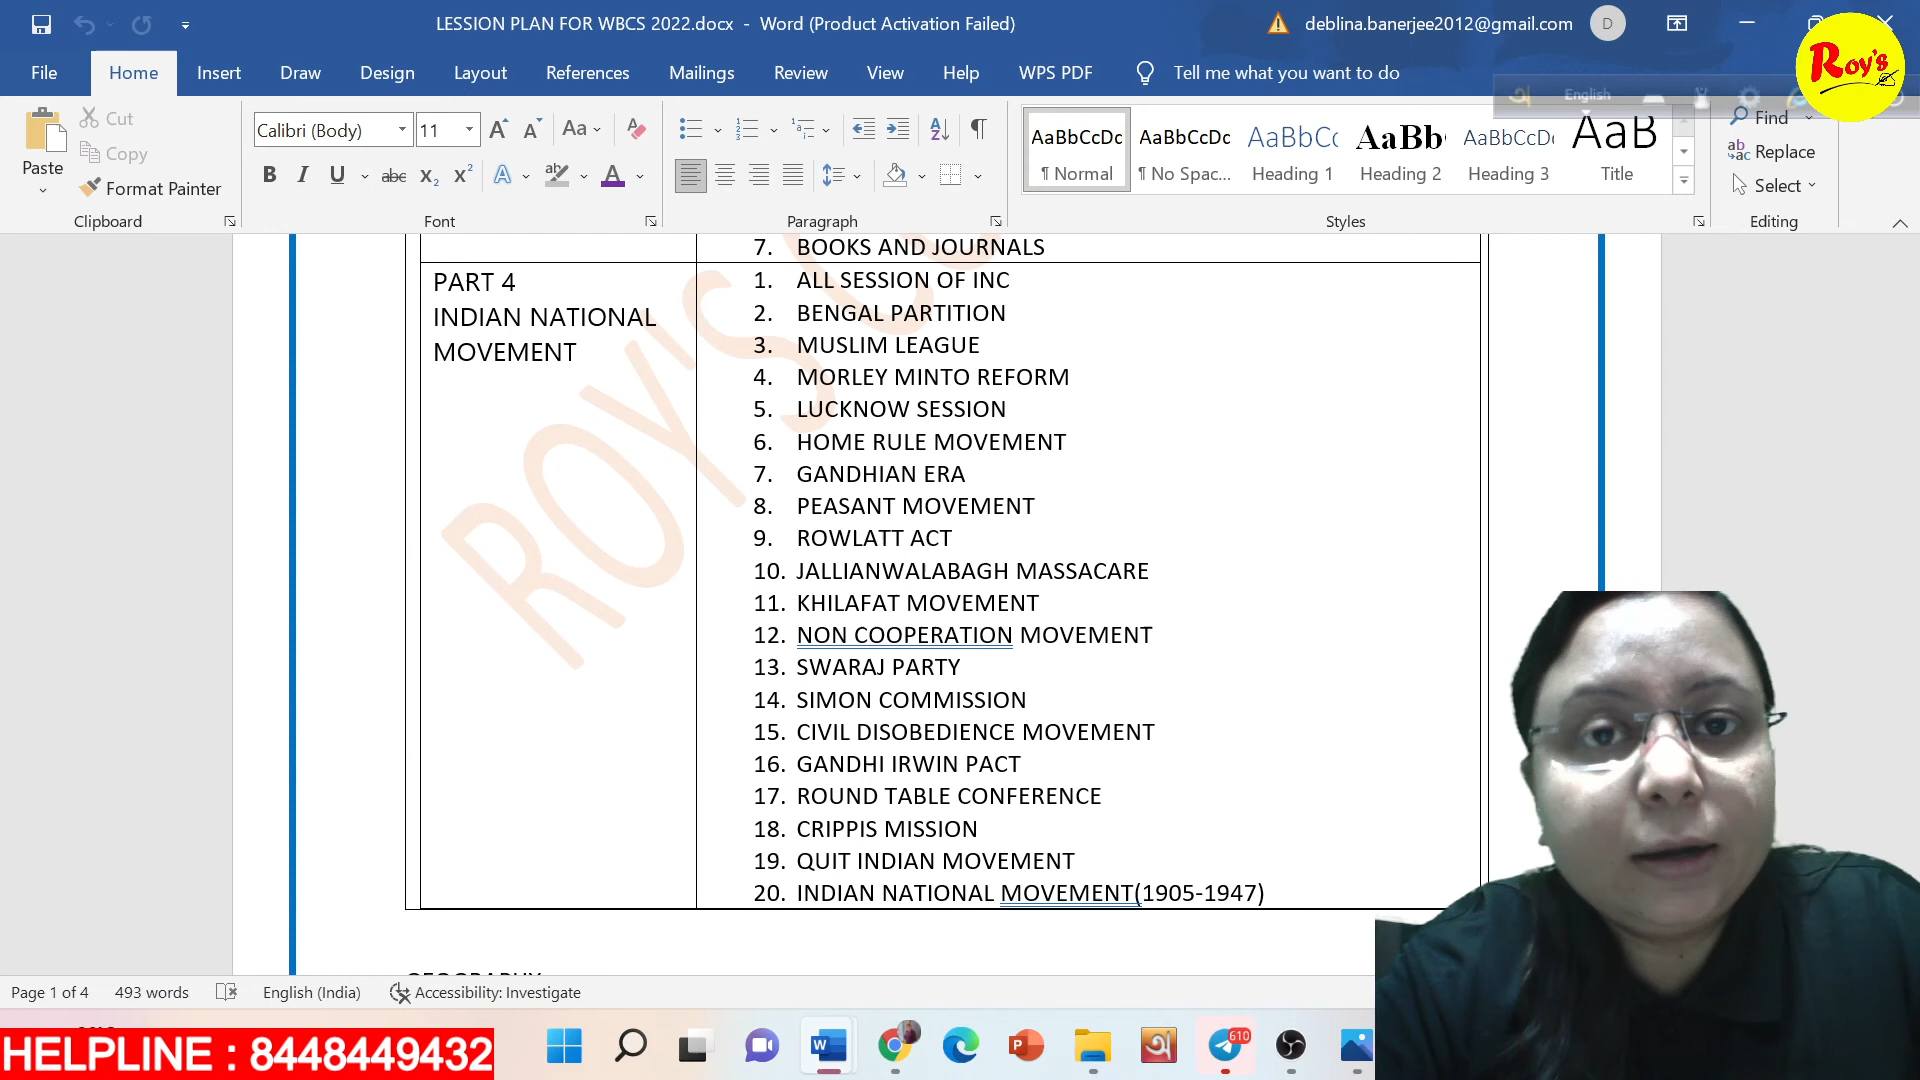 LESSION PLAN FOR WBCS 2022.docx - Word (Product Activation Failed)
deblina.banerjee2012@gmail.com
D
Roy's
File Home Insert Draw Design Layout References Mailings Review View Help WPS PDF Tell me what you want to do
English
Paste
Cut
Copy
Format Painter
Clipboard
Calibri (Body) 11
Font
Paragraph
AaBbCcDc AaBbCcDc AaBbCc AaBb AaBbCcD AaB
¶ Normal ¶ No Spac... Heading 1 Heading 2 Heading 3 Title
Styles
Find
Replace
Select
Editing
7. BOOKS AND JOURNALS
PART 4
INDIAN NATIONAL
MOVEMENT
1. ALL SESSION OF INC
2. BENGAL PARTITION
3. MUSLIM LEAGUE
4. MORLEY MINTO REFORM
5. LUCKNOW SESSION
6. HOME RULE MOVEMENT
7. GANDHIAN ERA
8. PEASANT MOVEMENT
9. ROWLATT ACT
10. JALLIANWALABAGH MASSACARE
11. KHILAFAT MOVEMENT
12. NON COOPERATION MOVEMENT
13. SWARAJ PARTY
14. SIMON COMMISSION
15. CIVIL DISOBEDIENCE MOVEMENT
16. GANDHI IRWIN PACT
17. ROUND TABLE CONFERENCE
18. CRIPPIS MISSION
19. QUIT INDIAN MOVEMENT
20. INDIAN NATIONAL MOVEMENT(1905-1947)
ROY'S
GEOGRAPHY
Page 1 of 4 493 words English (India) Accessibility: Investigate
HELPLINE : 8448449432
610